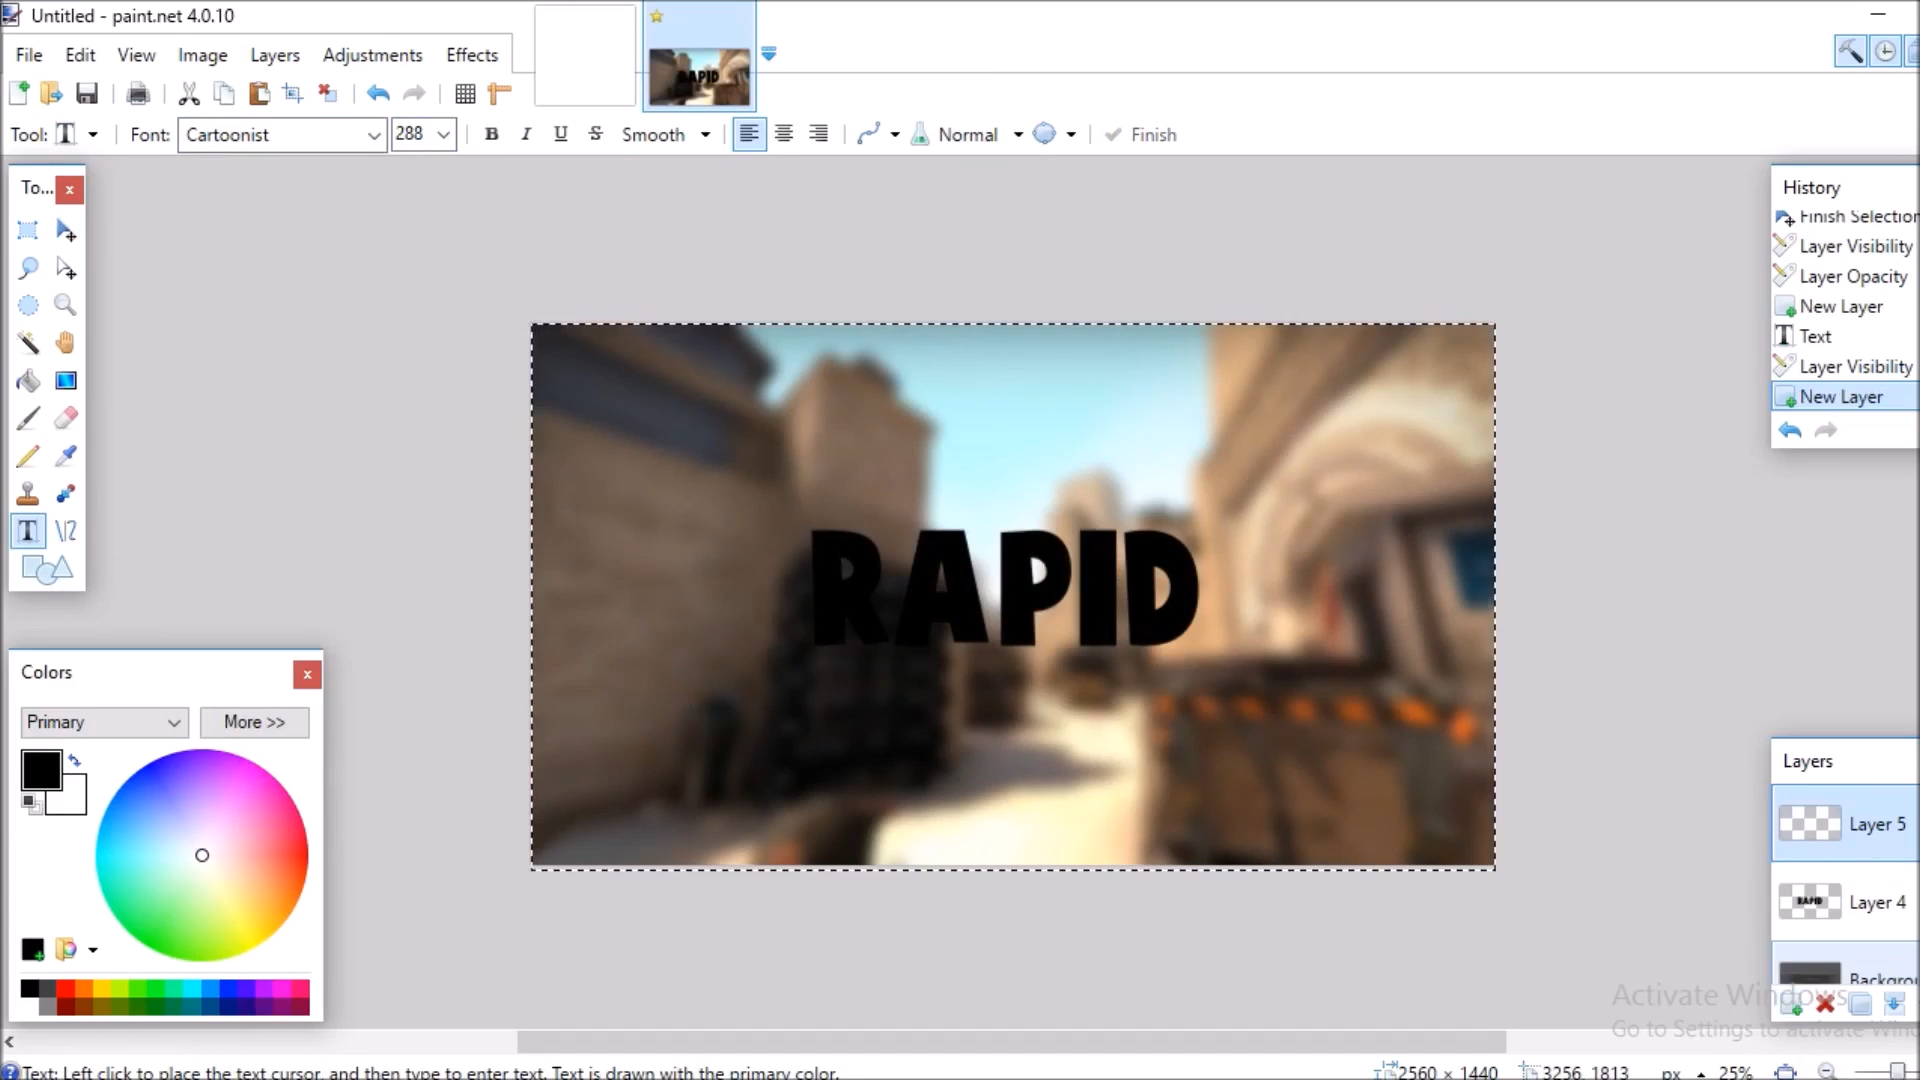 Untitled - paint.net 4.0.10
File Edit View Image Layers Adjustments Effects
RAPID
Tool: T Font: Cartoonist 288 B I U S Smooth Normal Finish
To...
History
Finish Selection
Layer Visibility
Layer Opacity
New Layer
Text
Layer Visibility
New Layer
RAPID
Colors
Primary More >>
Layers
Layer 5
RAPID Layer 4
Backgro
Activate Windows
Go to Settings to activate Win
Text: Left click to place the text cursor, and then type to enter text. Text is drawn with the primary color. 2560 × 1440 3256, 1813 px 25%